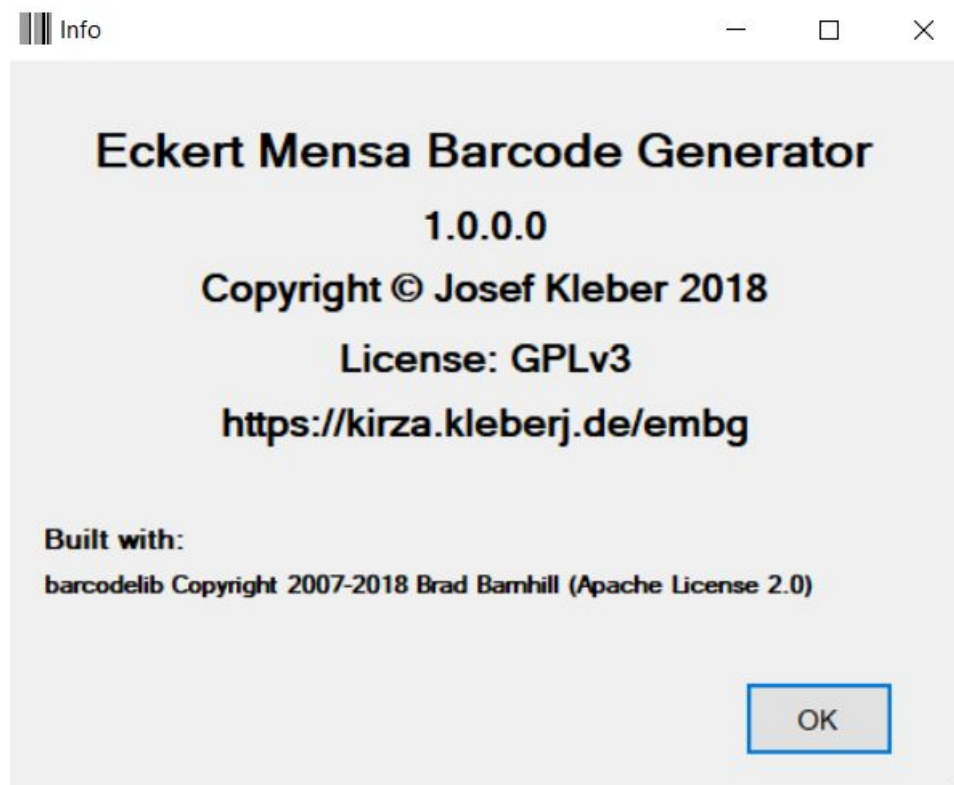 Info
Eckert Mensa Barcode Generator
1.0.0.0
Copyright © Josef Kleber 2018
License: GPLv3
https://kirza.kleberj.de/embg
Built with:
barcodelib Copyright 2007-2018 Brad Barnhill (Apache License 2.0)
OK